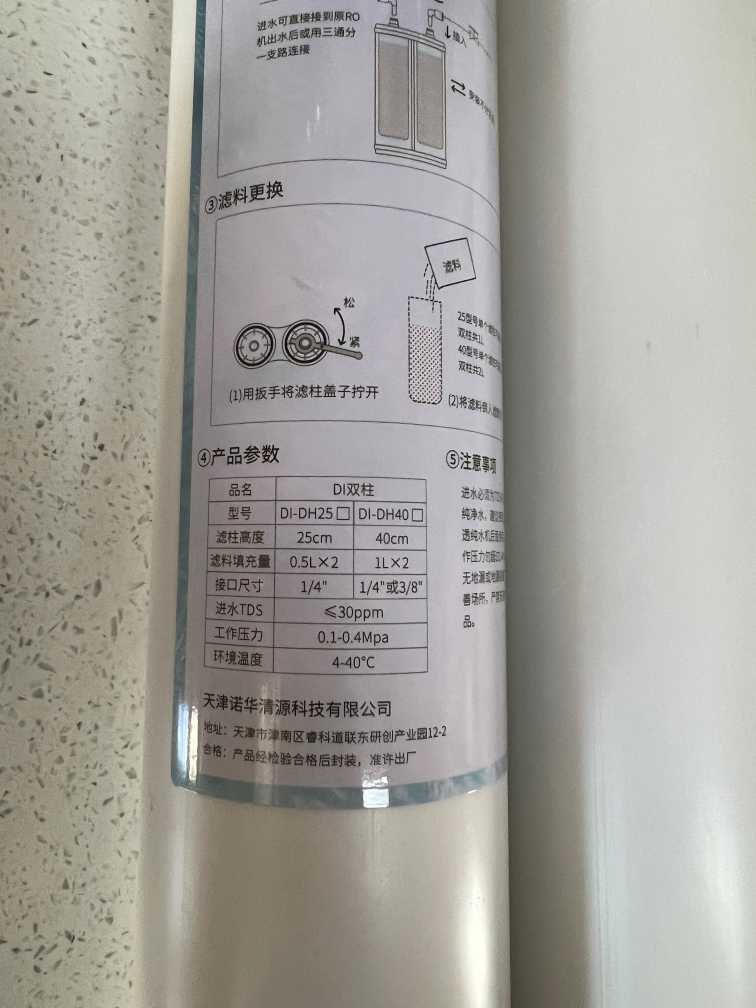 进水可直接接到原RO
机出水后或用三通分
一支路连接
插入
③滤料更换
滤料
松
紧
25型号单个
双柱共1L
40型号单个
双柱共2L
(1)用扳手将滤柱盖子拧开
(2)将滤料倒入
④产品参数
品名 DI双柱
型号 DI-DH25□ DI-DH40□
滤柱高度 25cm 40cm
滤料填充量 0.5L×2 1L×2
接口尺寸 1/4" 1/4"或3/8"
进水TDS ≤30ppm
工作压力 0.1-0.4Mpa
环境温度 4-40℃
⑤注意事项
进水必须为
纯净水，
透纯水机后
作压力勿
无地漏或
善场所，
品。
天津诺华清源科技有限公司
地址：天津市津南区睿科道联东研创产业园12-2
合格：产品经检验合格后封装，准许出厂